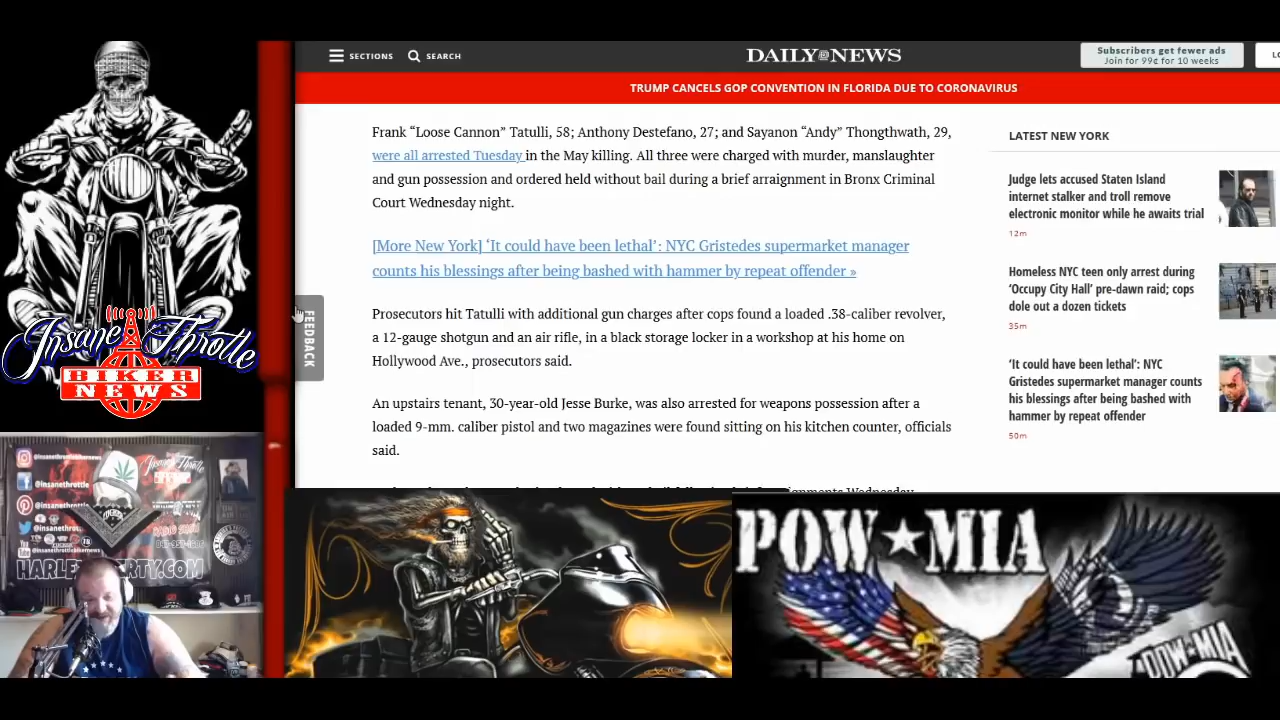 SECTIONS
SEARCH
DAILY NEWS
Subscribers get fewer ads
Join for 99¢ for 10 weeks
TRUMP CANCELS GOP CONVENTION IN FLORIDA DUE TO CORONAVIRUS
Frank “Loose Cannon” Tatulli, 58; Anthony Destefano, 27; and Sayanon “Andy” Thongthwath, 29,
were all arrested Tuesday in the May killing. All three were charged with murder, manslaughter
and gun possession and ordered held without bail during a brief arraignment in Bronx Criminal
Court Wednesday night.
[More New York] ‘It could have been lethal’: NYC Gristedes supermarket manager
counts his blessings after being bashed with hammer by repeat offender »
Prosecutors hit Tatulli with additional gun charges after cops found a loaded .38-caliber revolver,
a 12-gauge shotgun and an air rifle, in a black storage locker in a workshop at his home on
Hollywood Ave., prosecutors said.
An upstairs tenant, 30-year-old Jesse Burke, was also arrested for weapons possession after a
loaded 9-mm. caliber pistol and two magazines were found sitting on his kitchen counter, officials
said.
FEEDBACK
LATEST NEW YORK
Judge lets accused Staten Island
internet stalker and troll remove
electronic monitor while he awaits trial
12m
Homeless NYC teen only arrest during
‘Occupy City Hall’ pre-dawn raid; cops
dole out a dozen tickets
35m
‘It could have been lethal’: NYC
Gristedes supermarket manager counts
his blessings after being bashed with
hammer by repeat offender
50m
Insane Throttle
BIKER
NEWS
@insanethrottle
@insanethrottle
@insanethrottle
@insanethrottlebikernews
POW★MIA
POW-MIA